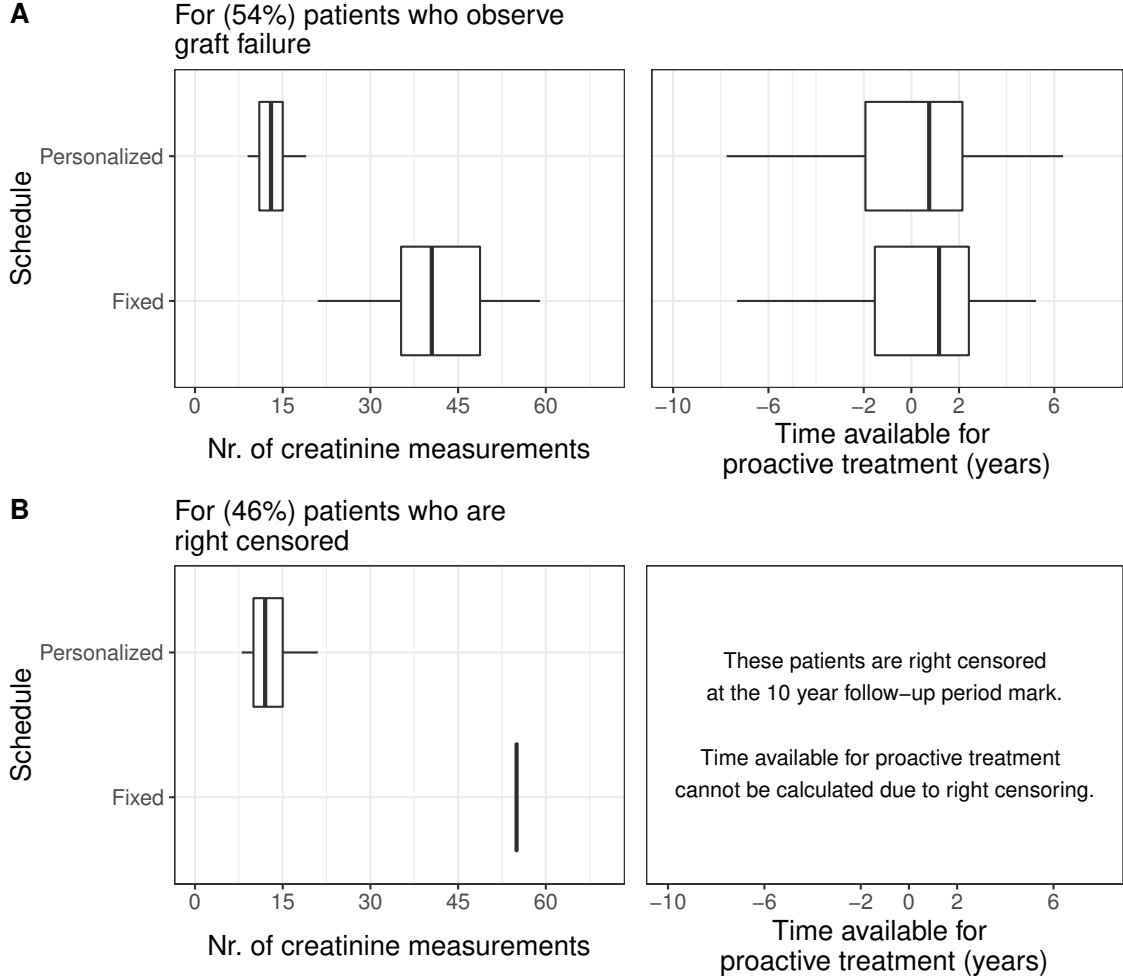 A
For (54%) patients who observe
graft failure
Schedule
Personalized
Fixed
0 15 30 45 60
Nr. of creatinine measurements
−10 −6 −2 0 2 6
Time available for
proactive treatment (years)
B
For (46%) patients who are
right censored
Schedule
Personalized
Fixed
0 15 30 45 60
Nr. of creatinine measurements
These patients are right censored
at the 10 year follow−up period mark.
Time available for proactive treatment
cannot be calculated due to right censoring.
−10 −6 −2 0 2 6
Time available for
proactive treatment (years)